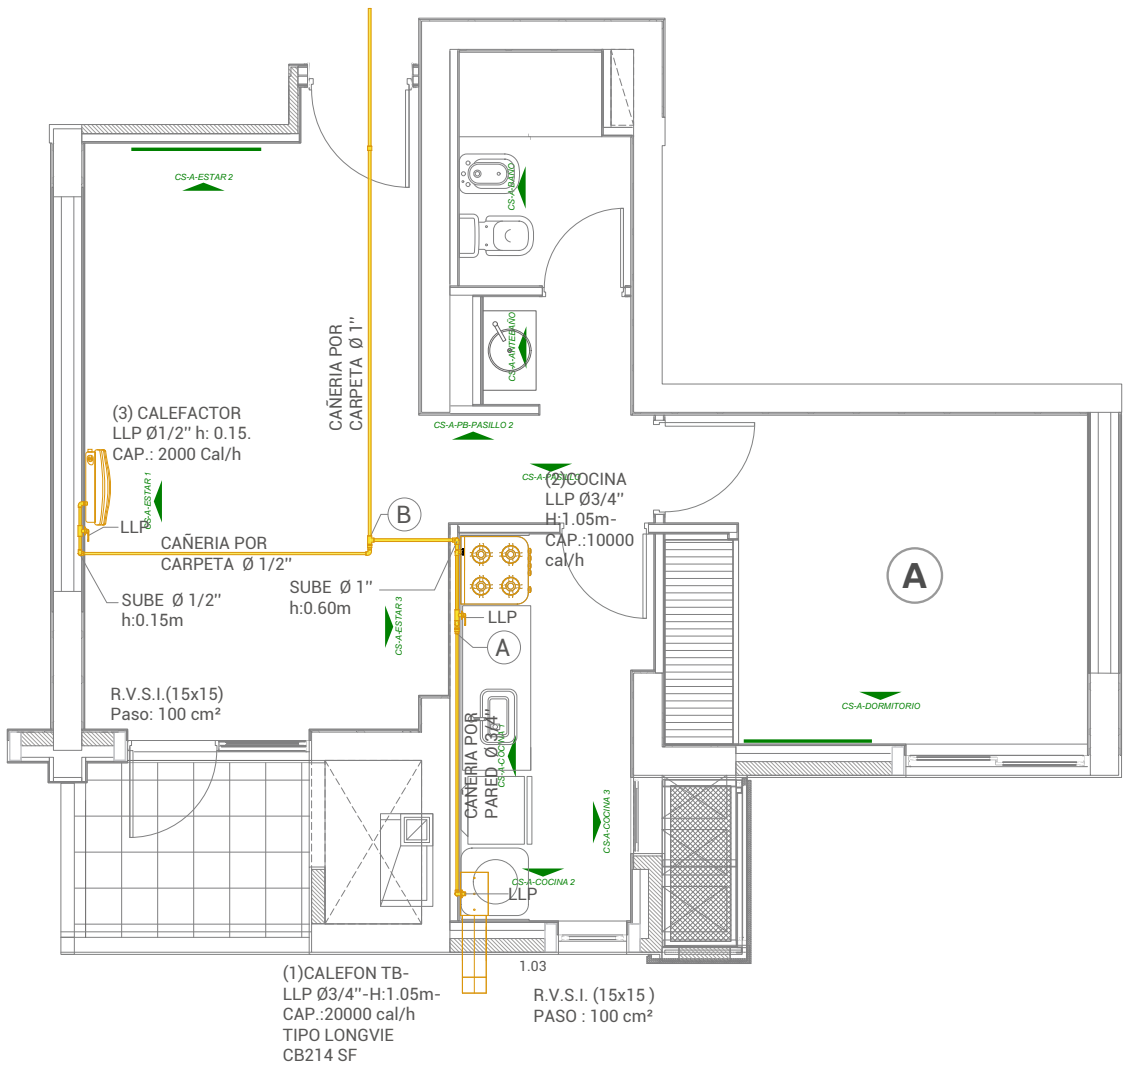 CS-A-ESTAR 2
CS-A-BAÑO
CAÑERIA POR
CARPETA Ø 1''
CS-A-ANTEBAÑO
(3) CALEFACTOR
LLP Ø1/2'' h: 0.15.
CAP.: 2000 Cal/h
CS-A-PB-PASILLO 2
CS-A-PASILLO
(2)COCINA
LLP Ø3/4''
H:1.05m-
CAP.:10000
cal/h
CS-A-ESTAR 1
LLP
B
CAÑERIA POR
CARPETA Ø 1/2''
SUBE Ø 1''
h:0.60m
A
SUBE Ø 1/2''
h:0.15m
CS-A-ESTAR 3
LLP
A
R.V.S.I.(15x15)
Paso: 100 cm²
CS-A-DORMITORIO
CAÑERIA POR
PARED Ø 3/4''
CS-A-COCINA
CS-A-COCINA 3
CS-A-COCINA 2
LLP
1.03
(1)CALEFON TB-
LLP Ø3/4''-H:1.05m-
CAP.:20000 cal/h
TIPO LONGVIE
CB214 SF
R.V.S.I. (15x15 )
PASO : 100 cm²